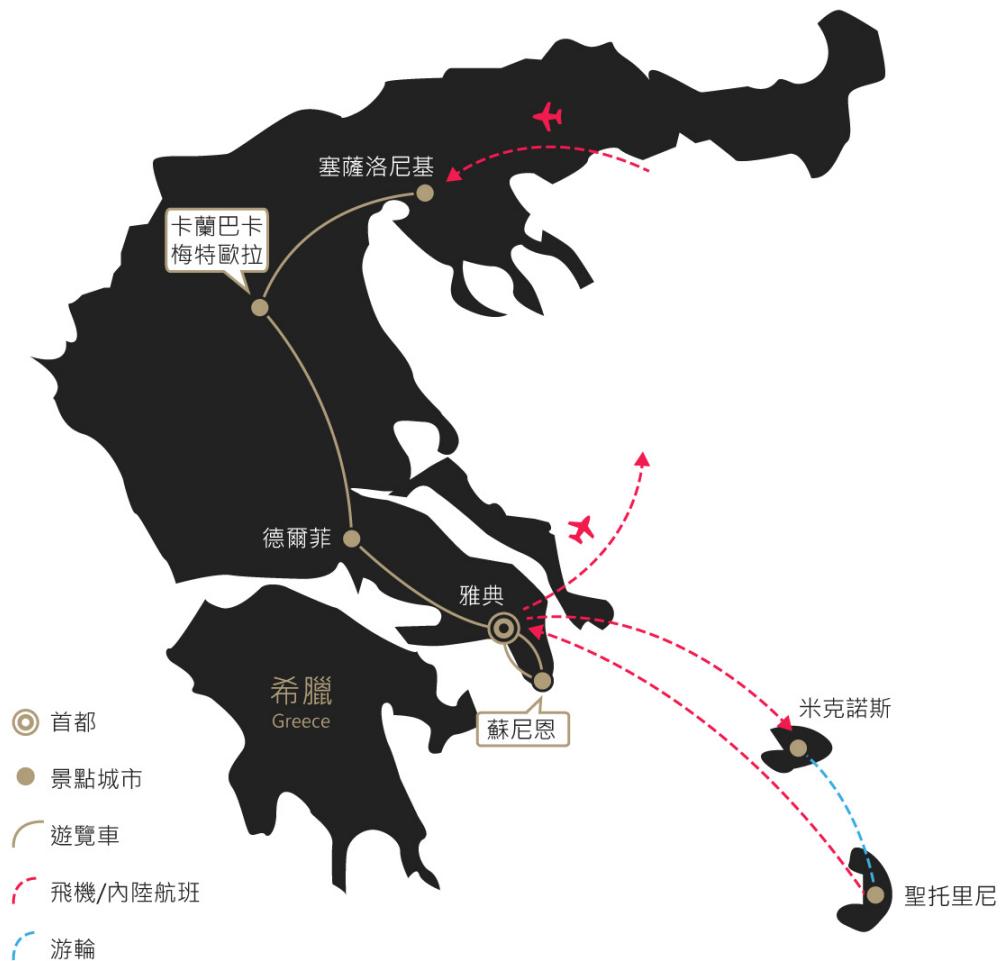 塞薩洛尼基
卡蘭巴卡
梅特歐拉
德爾菲
雅典
蘇尼恩
希臘
Greece
米克諾斯
聖托里尼
首都
景點城市
遊覽車
飛機/內陸航班
游輪